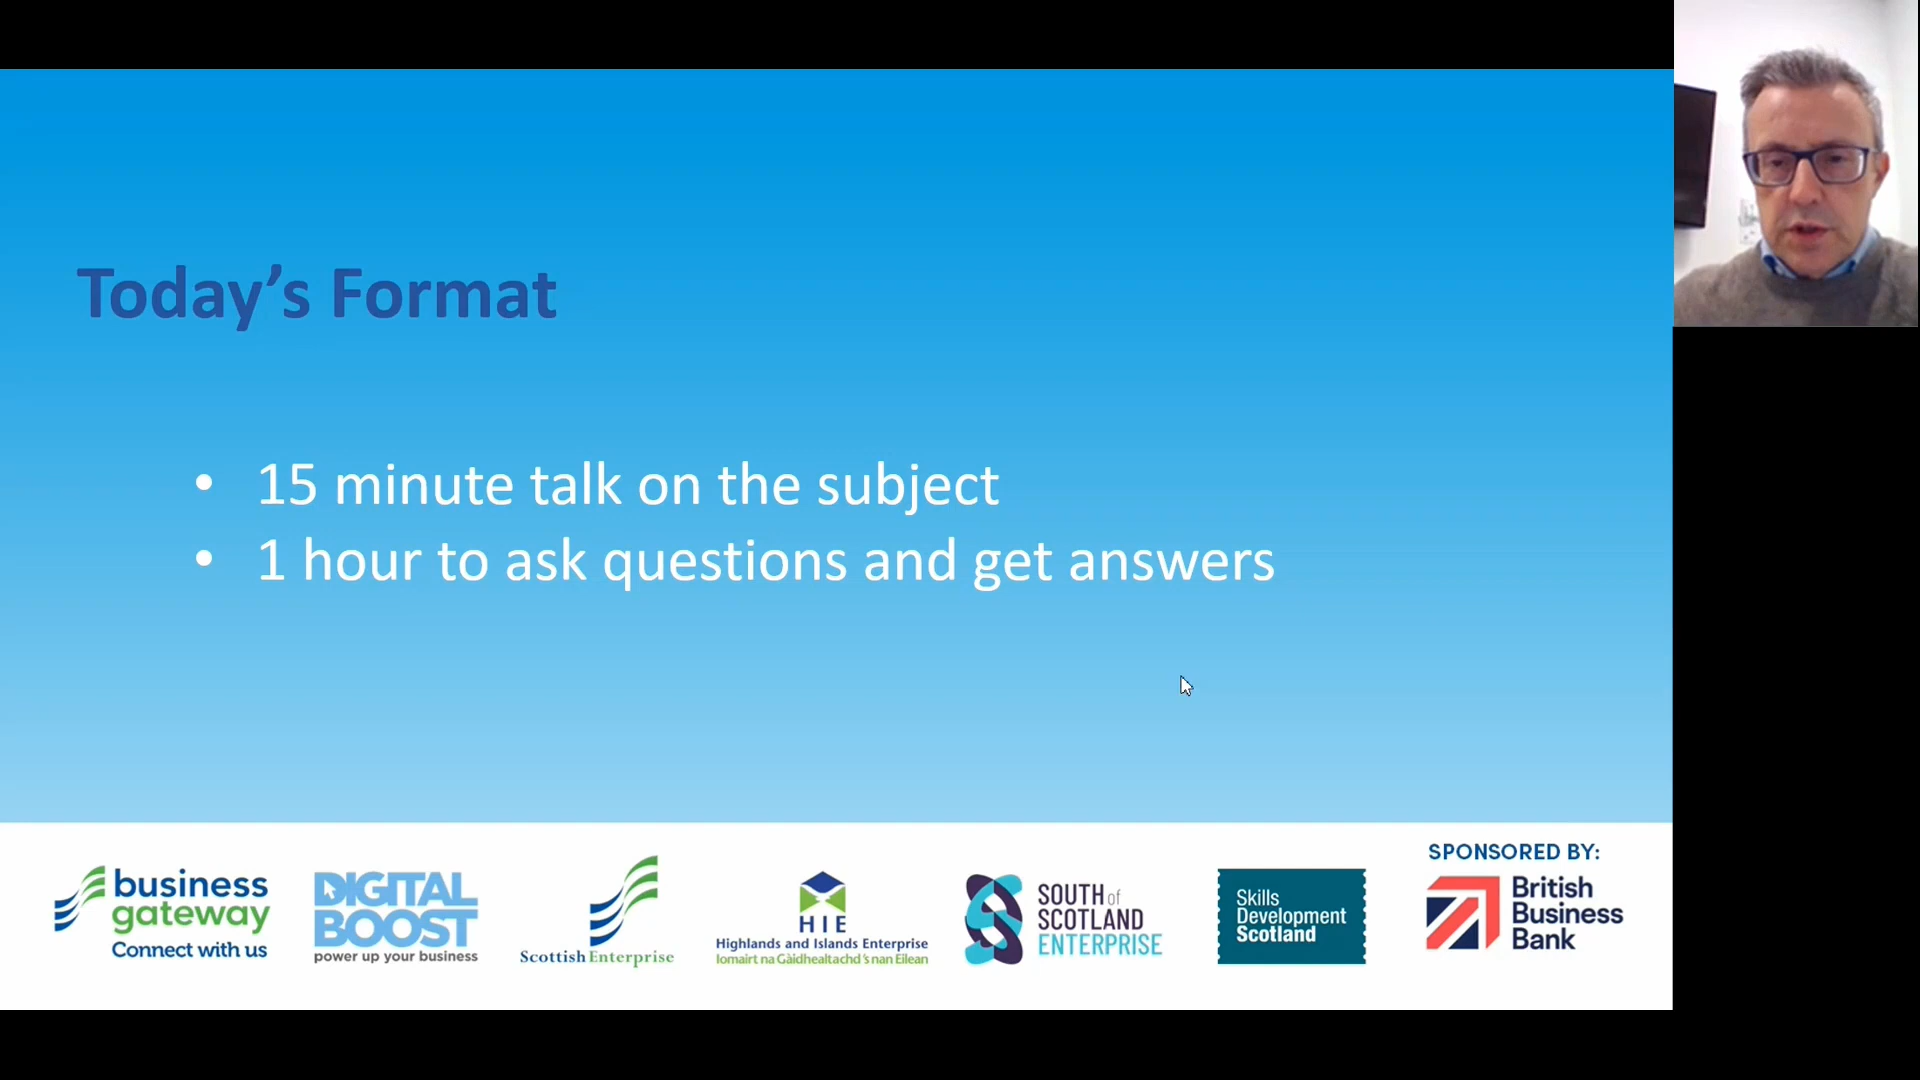 Today’s Format
• 15 minute talk on the subject
• 1 hour to ask questions and get answers
business
gateway
Connect with us
DIGITAL
BOOST
power up your business
Scottish Enterprise
HIE
Highlands and Islands Enterprise
Iomairt na Gàidhealtachd 's nan Eilean
SOUTH of
SCOTLAND
ENTERPRISE
Skills
Development
Scotland
SPONSORED BY:
British
Business
Bank